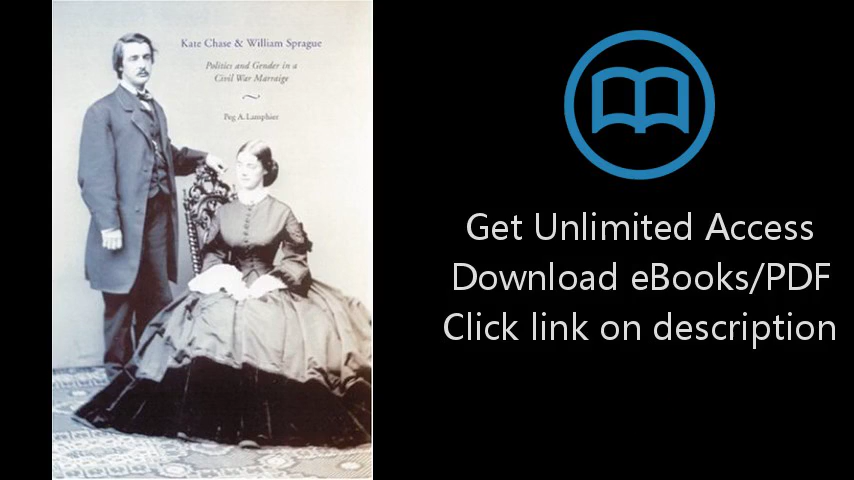 Kate Chase & William Sprague
Politics and Gender in a
Civil War Marraige
Peg A. Lamphier
Get Unlimited Access
Download eBooks/PDF
Click link on description